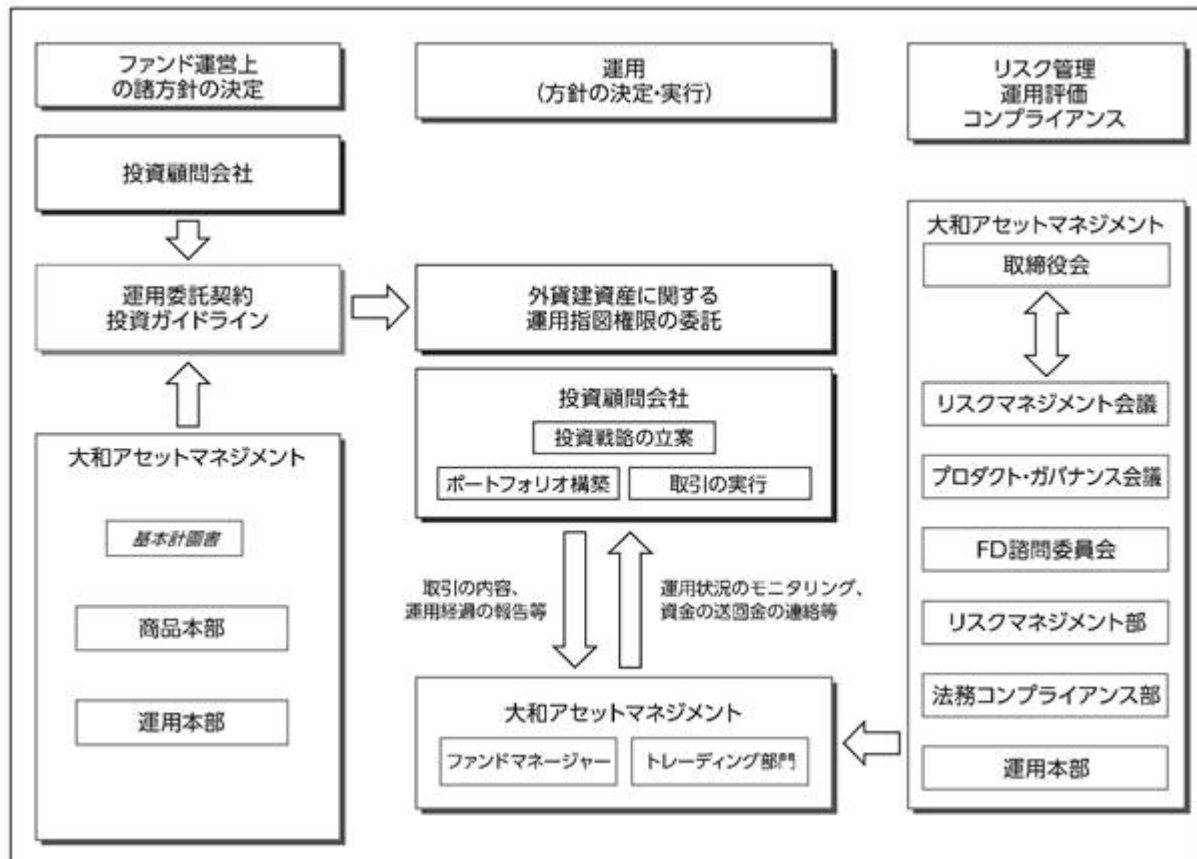 ファンド運営上
の諸方針の決定
運用
(方針の決定・実行)
リスク管理
運用評価
コンプライアンス
投資顧問会社
運用委託契約
投資ガイドライン
外貨建資産に関する
運用指図権限の委託
投資顧問会社
投資戦略の立案
ポートフォリオ構築
取引の実行
大和アセットマネジメント
基本計画書
商品本部
運用本部
取引の内容、
運用経過の報告等
運用状況のモニタリング、
資金の送回金の連絡等
大和アセットマネジメント
ファンドマネージャー
トレーディング部門
大和アセットマネジメント
取締役会
リスクマネジメント会議
プロダクト・ガバナンス会議
FD諮問委員会
リスクマネジメント部
法務コンプライアンス部
運用本部